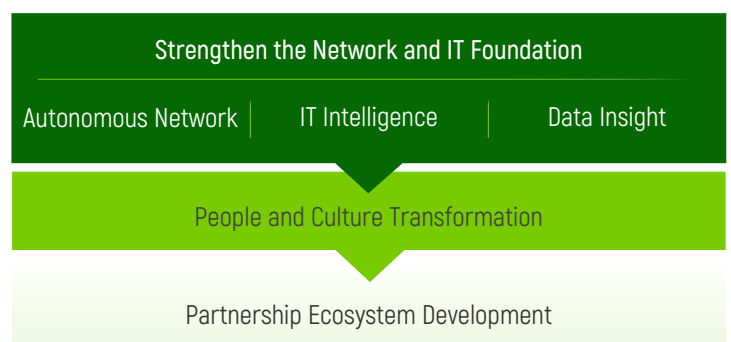 Strengthen the Network and IT Foundation
Autonomous Network IT Intelligence Data Insight
People and Culture Transformation
Partnership Ecosystem Development